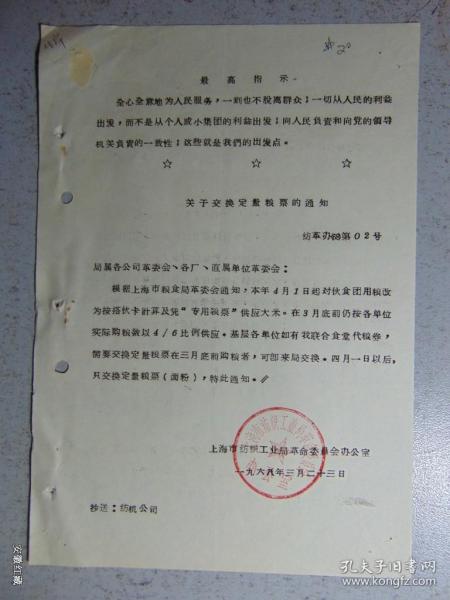 最高指示
全心全意地为人民服务，一刻也不脱离群众；一切从人民的利益
出发，而不是从个人或小集团的利益出发；向人民负责和向党的领导
机关负责的一致性；这些就是我们的出发点。
☆ ☆ ☆
关于交换定量粮票的通知
纺革办68第02号
局属各公司革委会、各厂、直属单位革委会：
根据上海市粮食局革委会通知，本年4月1日起对伙食团用粮改
为按搭伙卡计算及凭“专用粮票”供应大米。在3月底前仍按各单位
实际购粮数以4/6比例供应。基层各单位如有我联合食堂代粮券，
需要交换定量粮票在三月底前购粮者，可即来局交换。四月一日以后，
只交换定量粮票（面粉），特此通知。
上海市纺织工业局革命委员会办公室
一九六八年三月二十三日
抄送：纺机公司
安徽红藏
孔夫子旧书网
www.kongfz.com